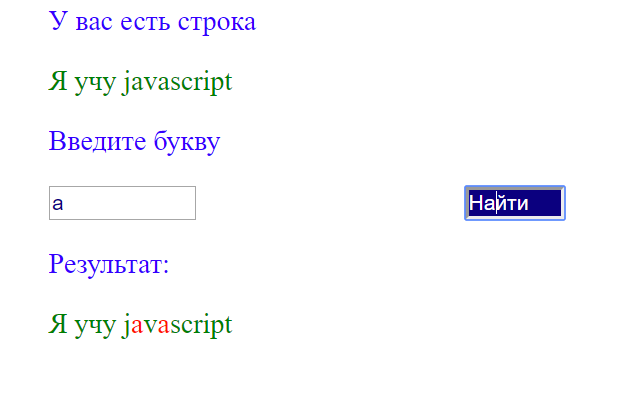 У вас есть строка
Я учу javascript
Введите букву
а Найти
Результат:
Я учу javascript